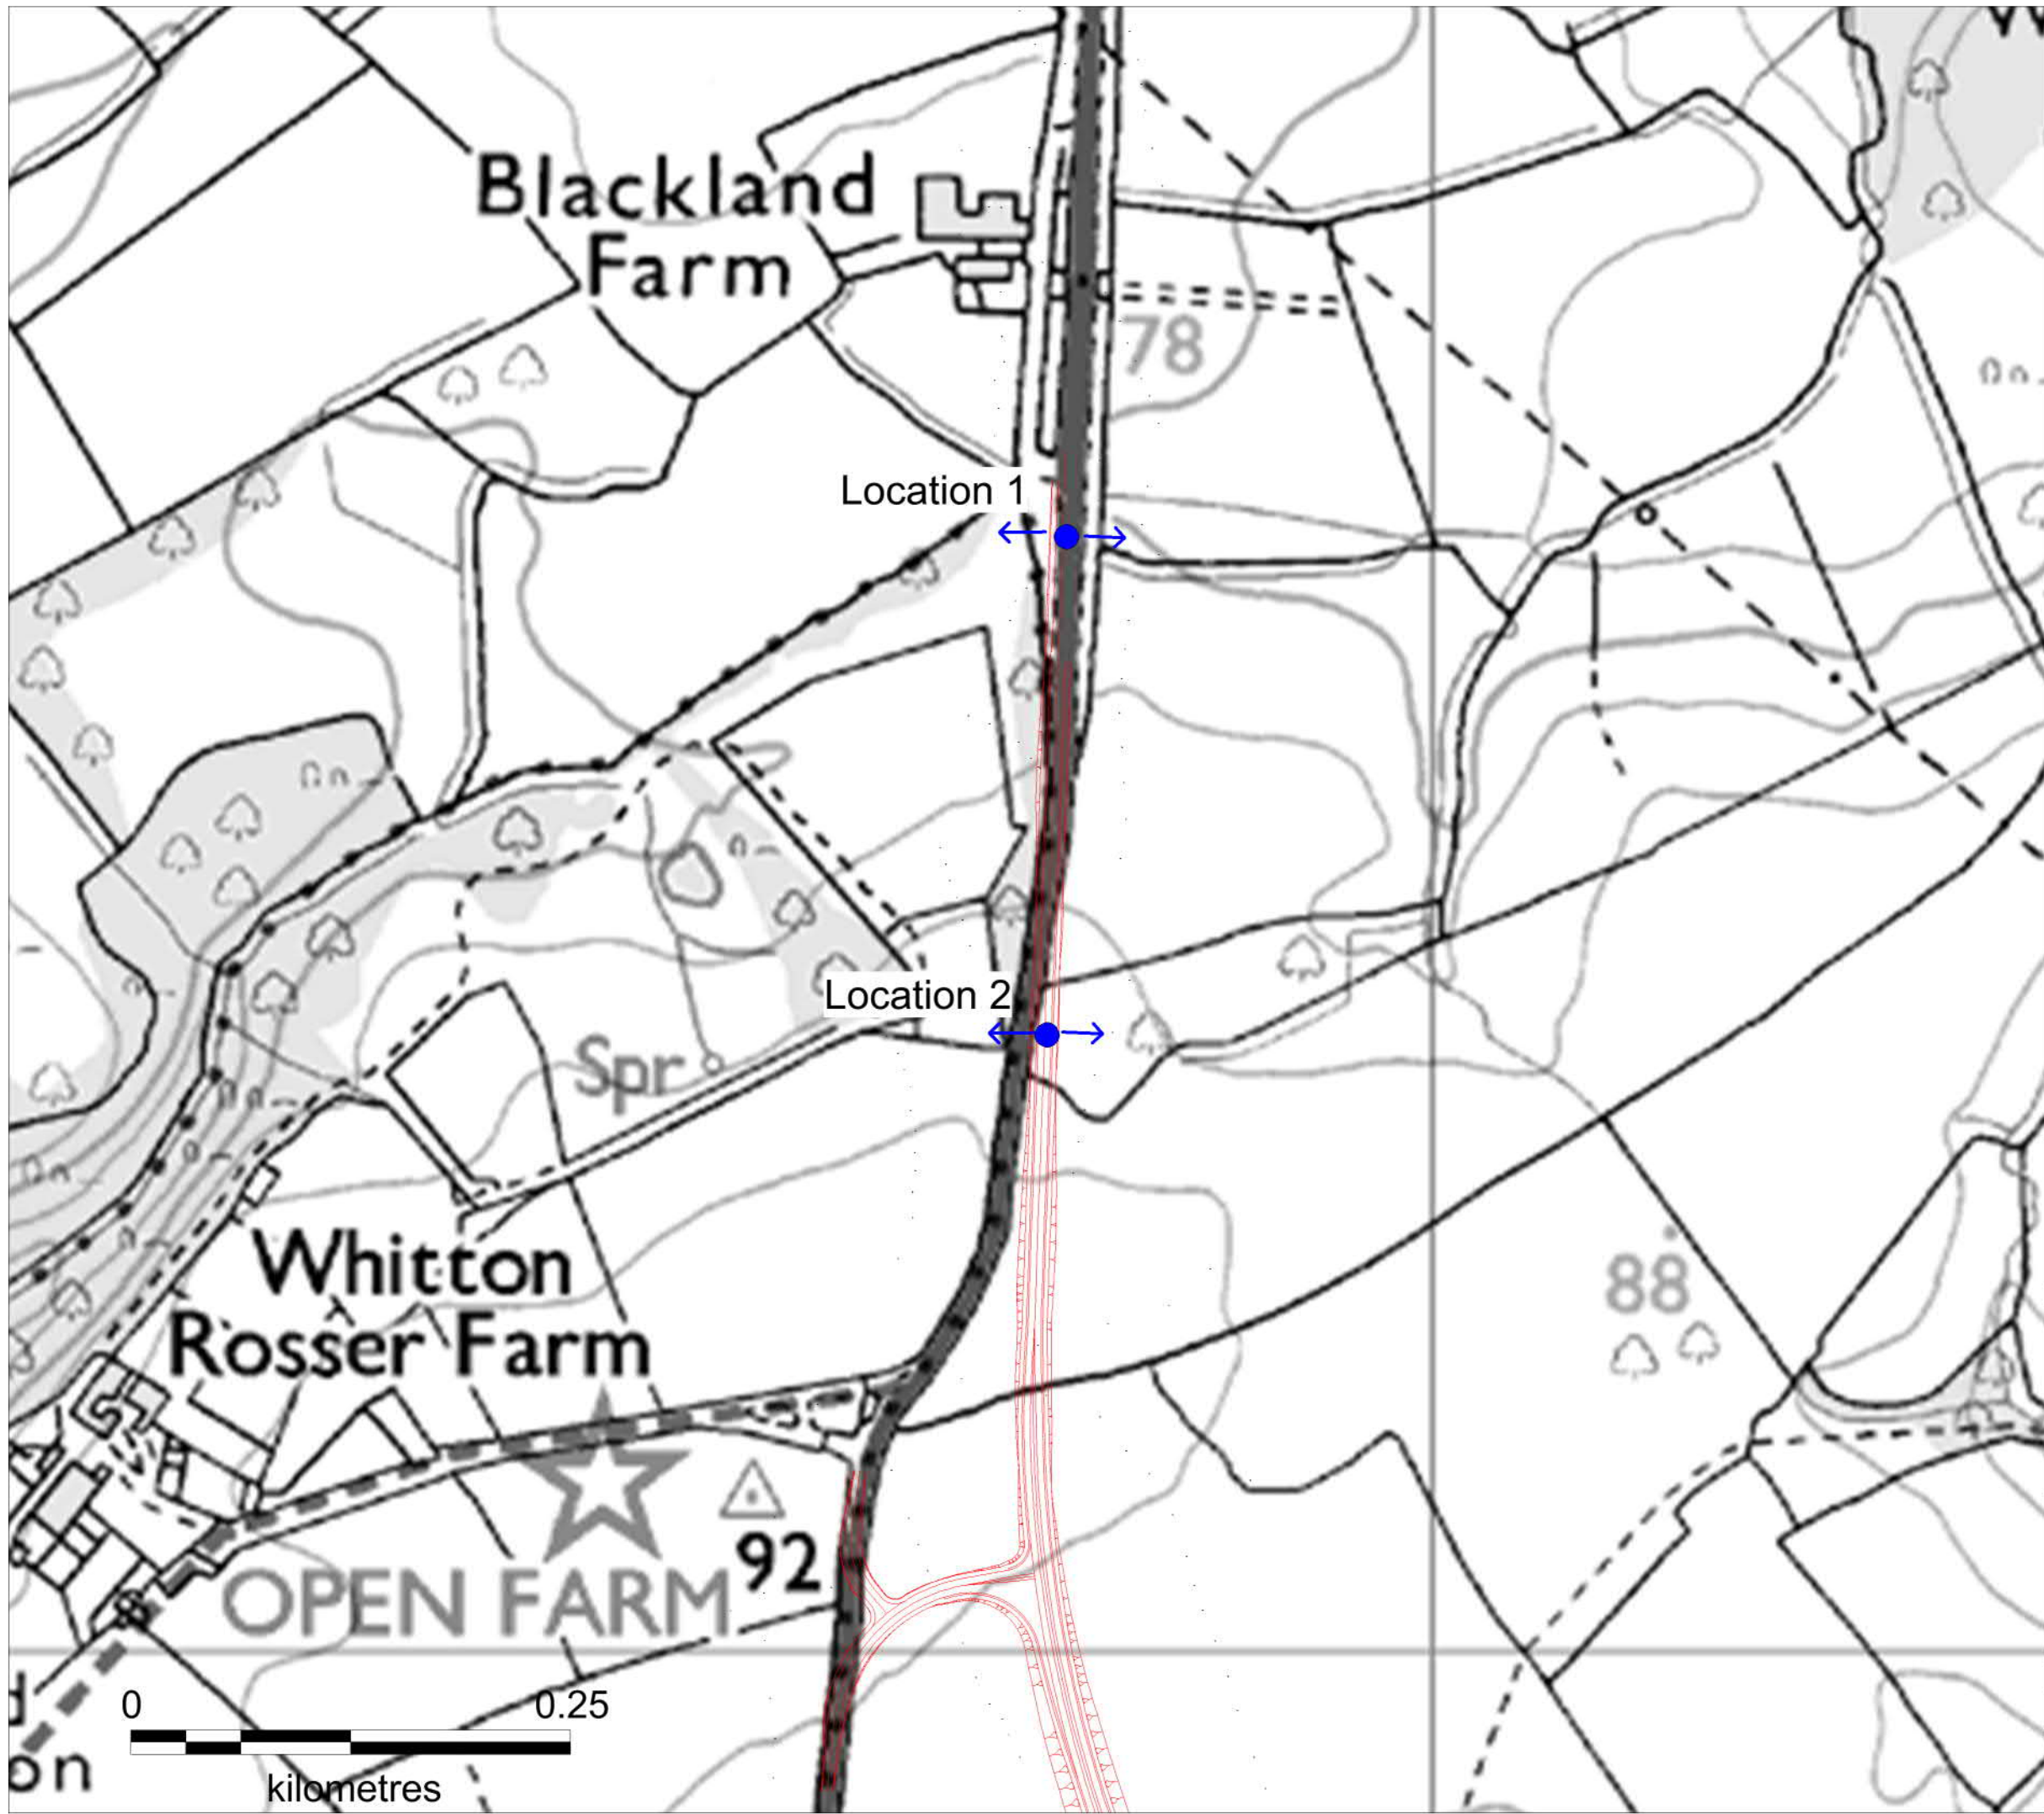 Blackland
Farm
78
Location 1
Location 2
Spr
Whitton
Rosser Farm
88
OPEN FARM
92
0
0.25
kilometres
on